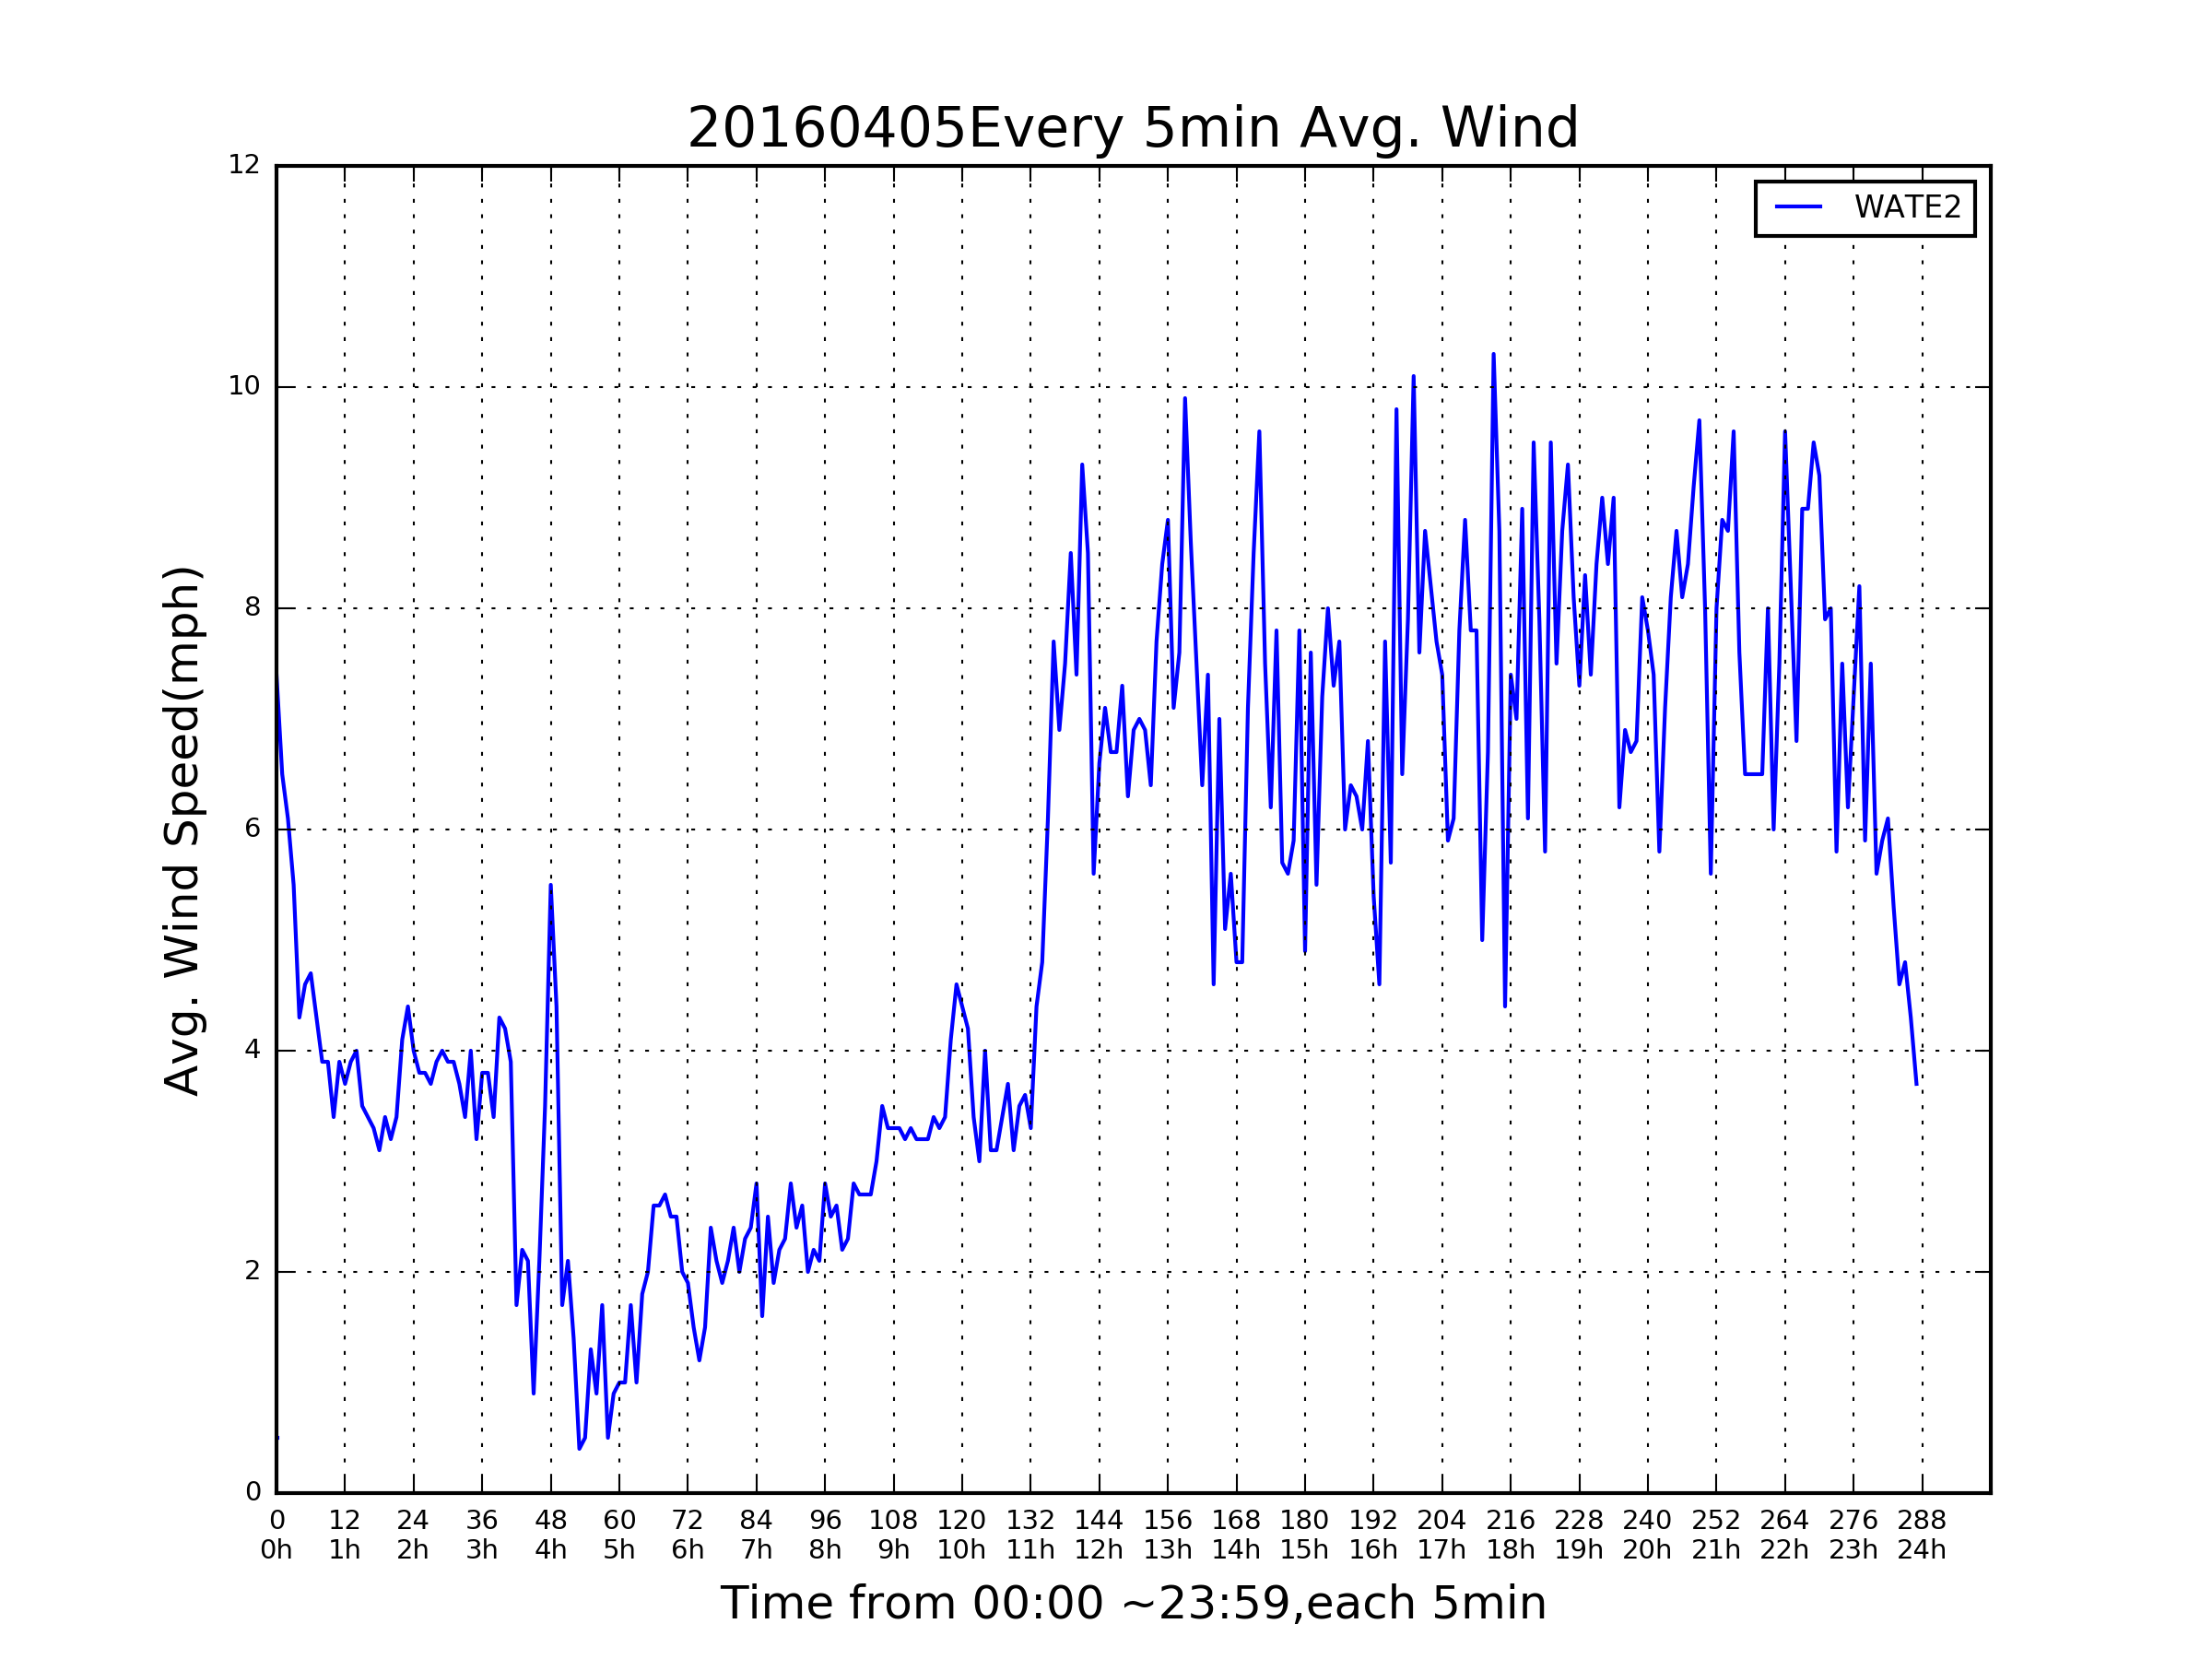 20160405Every 5min Avg. Wind
WATE2
Avg. Wind Speed(mph)
12
10
8
6
4
2
0
0 12 24 36 48 60 72 84 96 108 120 132 144 156 168 180 192 204 216 228 240 252 264 276 288
0h 1h 2h 3h 4h 5h 6h 7h 8h 9h 10h 11h 12h 13h 14h 15h 16h 17h 18h 19h 20h 21h 22h 23h 24h
Time from 00:00 ~23:59,each 5min